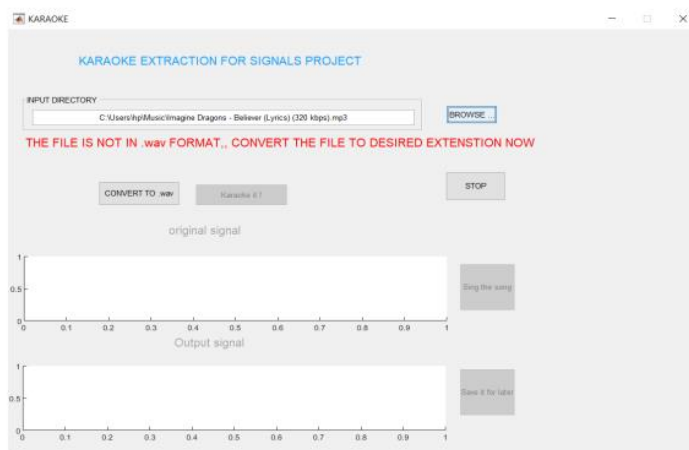 KARAOKE
KARAOKE EXTRACTION FOR SIGNALS PROJECT
INPUT DIRECTORY
C:\Users\hp\Music\Imagine Dragons - Believer (Lyrics) (320 kbps).mp3
BROWSE ...
THE FILE IS NOT IN .wav FORMAT,, CONVERT THE FILE TO DESIRED EXTENSTION NOW
CONVERT TO .wav
Karaoke it !
STOP
original signal
1
0.5
0
0 0.1 0.2 0.3 0.4 0.5 0.6 0.7 0.8 0.9 1
Sing the song
Output signal
1
0.5
0
0 0.1 0.2 0.3 0.4 0.5 0.6 0.7 0.8 0.9 1
Save it for later